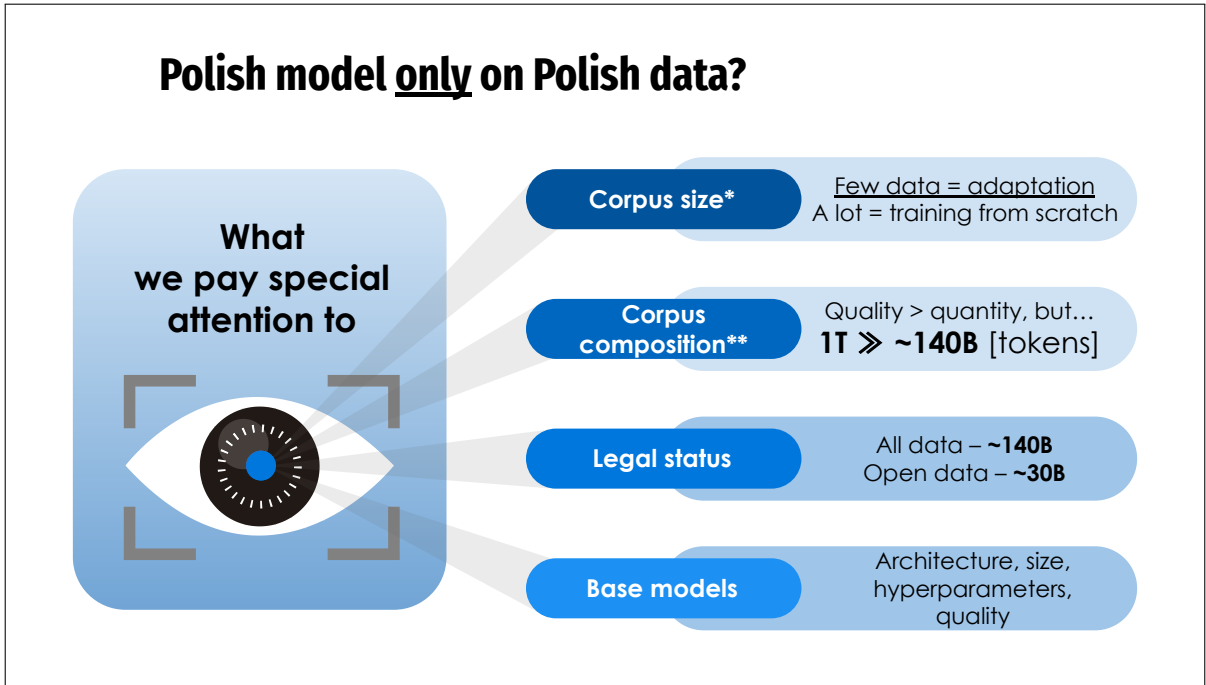 Polish model only on Polish data?
What
we pay special
attention to
Corpus size*
Few data = adaptation
A lot = training from scratch
Corpus
composition**
Quality > quantity, but…
1T ≫ ~140B [tokens]
Legal status
All data – ~140B
Open data – ~30B
Base models
Architecture, size,
hyperparameters,
quality